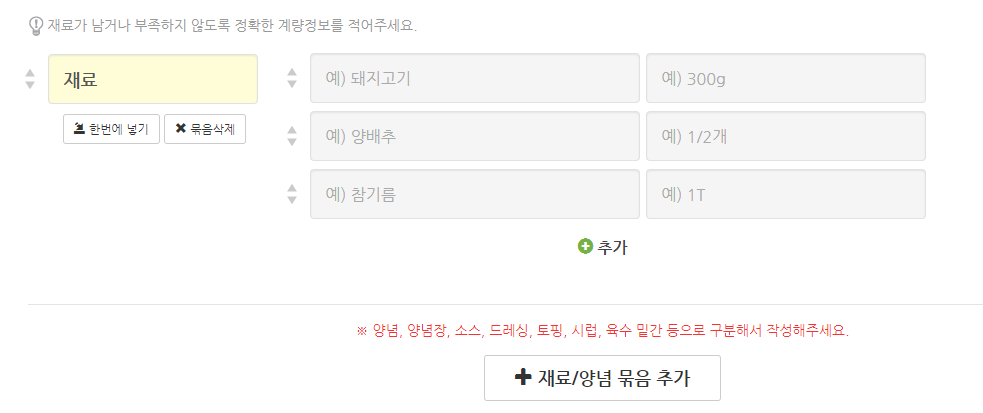 재료가 남거나 부족하지 않도록 정확한 계량정보를 적어주세요.
재료 예) 돼지고기 예) 300g
한번에 넣기 묶음삭제
예) 양배추 예) 1/2개
예) 참기름 예) 1T
추가
※ 양념, 양념장, 소스, 드레싱, 토핑, 시럽, 육수 밑간 등으로 구분해서 작성해주세요.
재료/양념 묶음 추가